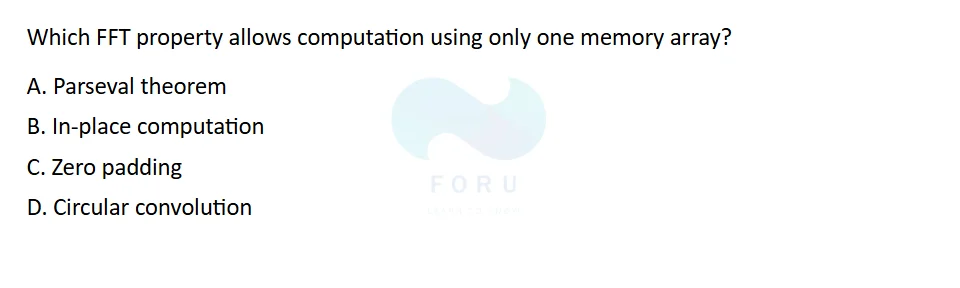 Which FFT property allows computation using only one memory array?
A. Parseval theorem
B. In-place computation
C. Zero padding
D. Circular convolution
FORU